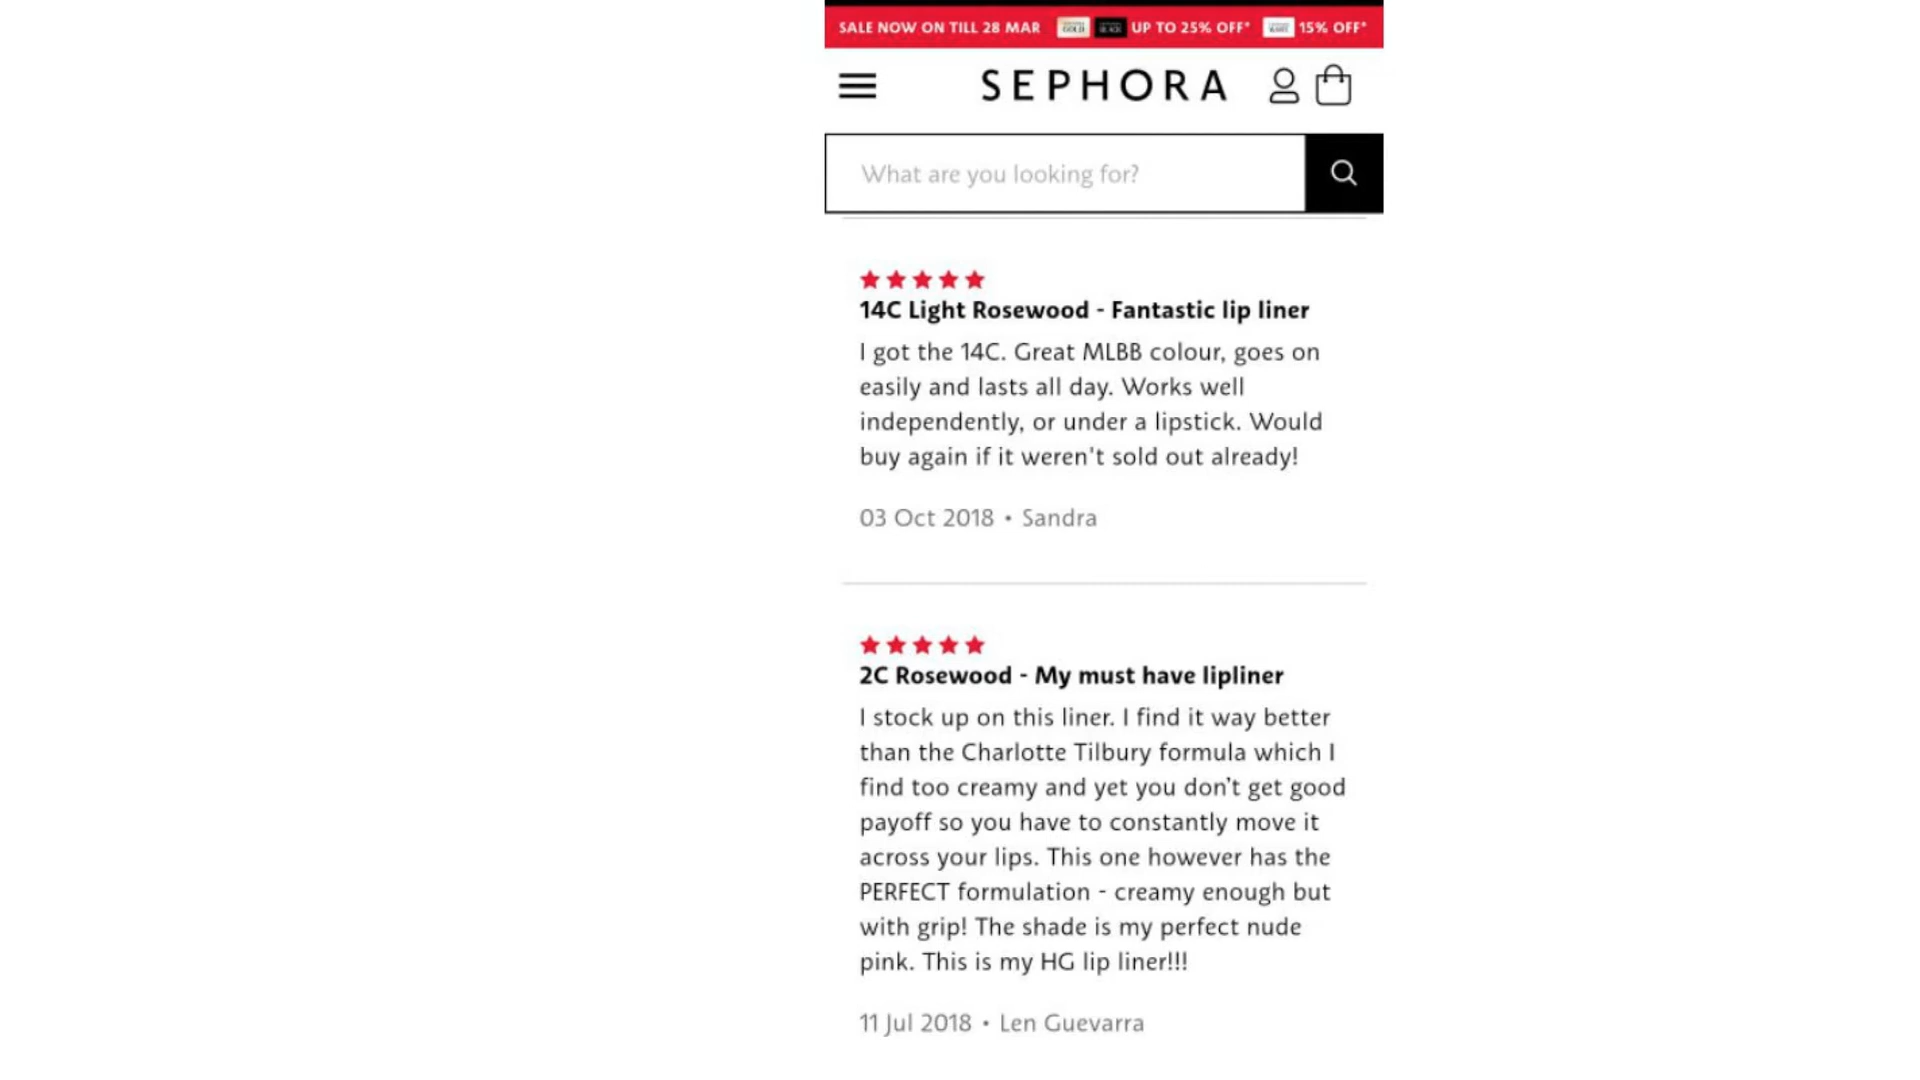 SALE NOW ON TILL 28 MAR GOLD BLACK UP TO 25% OFF* WHITE 15% OFF*
SEPHORA
What are you looking for?
14C Light Rosewood - Fantastic lip liner
I got the 14C. Great MLBB colour, goes on
easily and lasts all day. Works well
independently, or under a lipstick. Would
buy again if it weren't sold out already!
03 Oct 2018 • Sandra
2C Rosewood - My must have lipliner
I stock up on this liner. I find it way better
than the Charlotte Tilbury formula which I
find too creamy and yet you don’t get good
payoff so you have to constantly move it
across your lips. This one however has the
PERFECT formulation - creamy enough but
with grip! The shade is my perfect nude
pink. This is my HG lip liner!!!
11 Jul 2018 • Len Guevarra